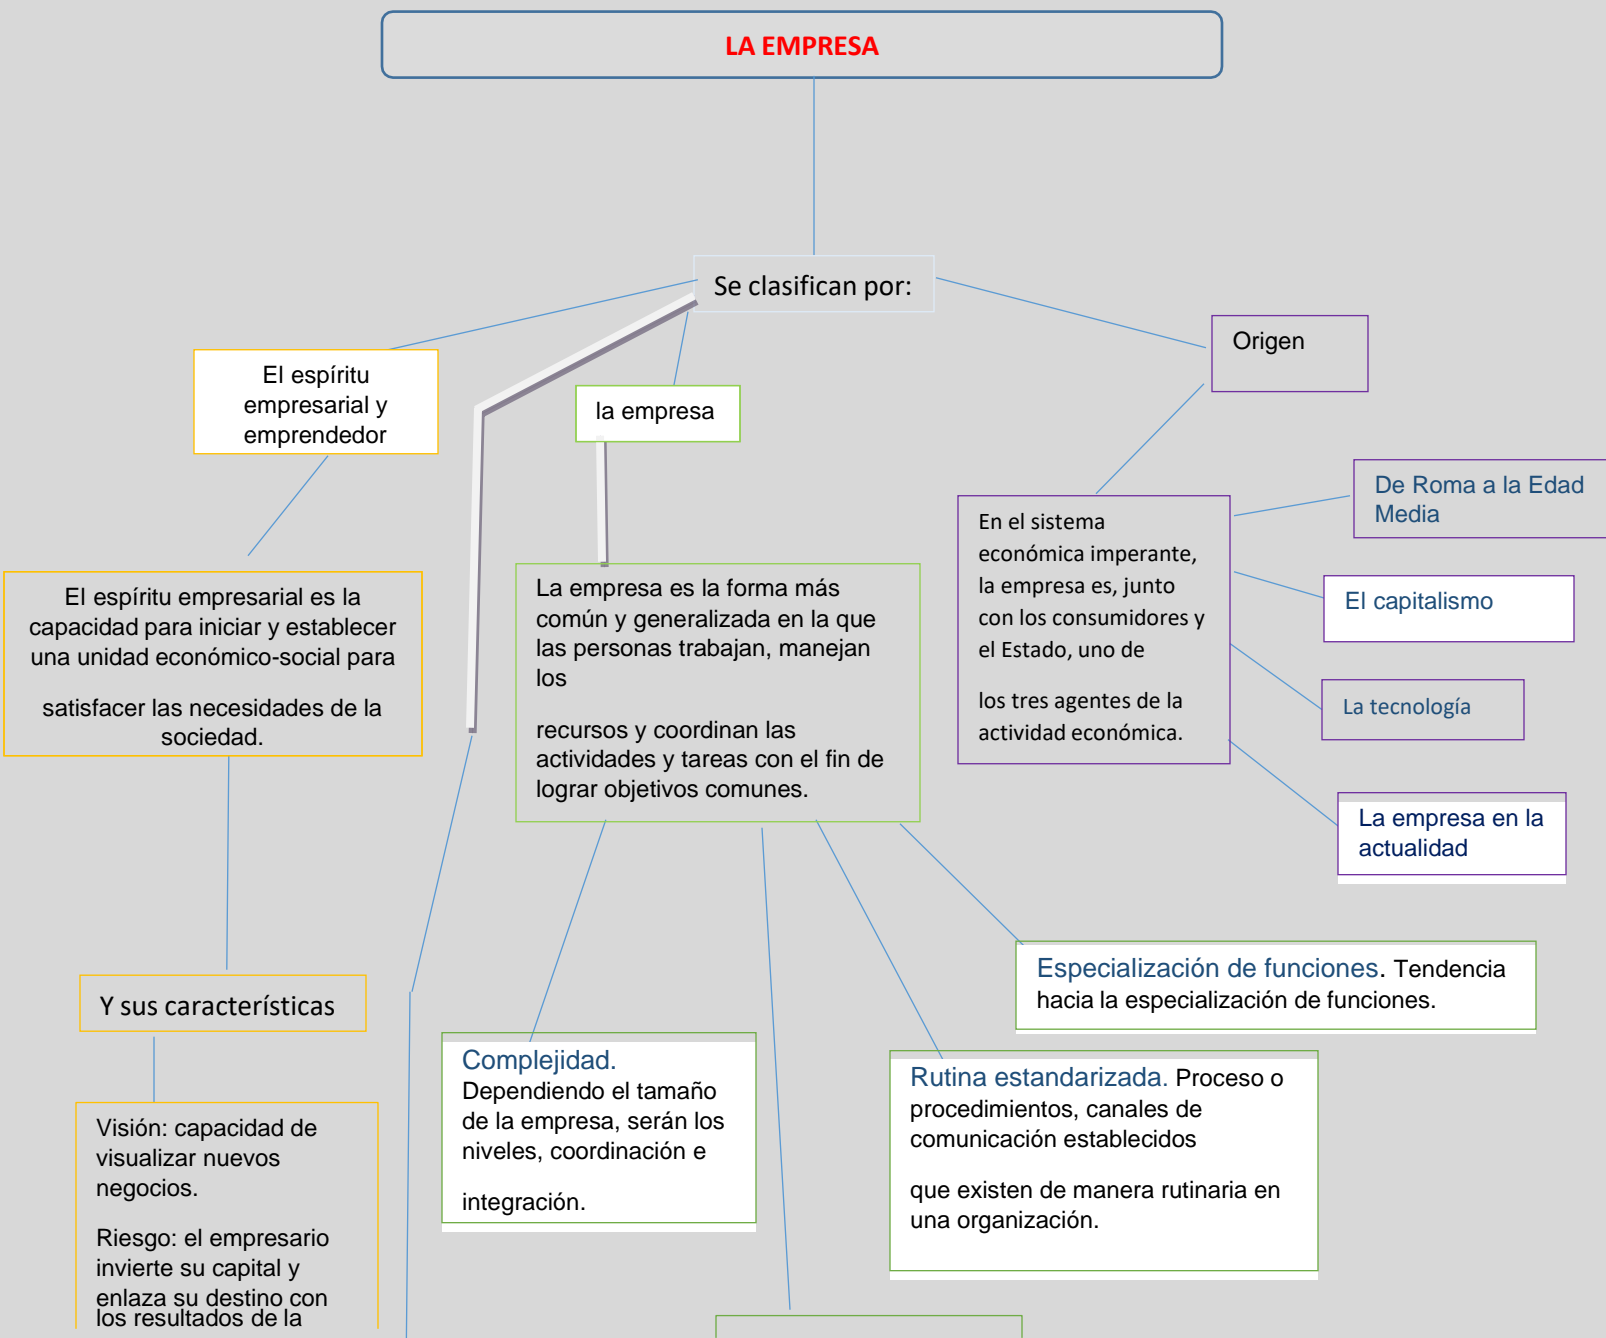 LA EMPRESA
Se clasifican por:
El espíritu
empresarial y
emprendedor
la empresa
Origen
El espíritu empresarial es la
capacidad para iniciar y establecer
una unidad económico-social para
satisfacer las necesidades de la
sociedad.
La empresa es la forma más
común y generalizada en la que
las personas trabajan, manejan
los
recursos y coordinan las
actividades y tareas con el fin de
lograr objetivos comunes.
En el sistema
económica imperante,
la empresa es, junto
con los consumidores y
el Estado, uno de
los tres agentes de la
actividad económica.
De Roma a la Edad
Media
El capitalismo
La tecnología
La empresa en la
actualidad
Y sus características
Visión: capacidad de
visualizar nuevos
negocios.
Riesgo: el empresario
invierte su capital y
enlaza su destino con
los resultados de la
Complejidad.
Dependiendo el tamaño
de la empresa, serán los
niveles, coordinación e
integración.
Rutina estandarizada. Proceso o
procedimientos, canales de
comunicación establecidos
que existen de manera rutinaria en
una organización.
Especialización de funciones. Tendencia
hacia la especialización de funciones.